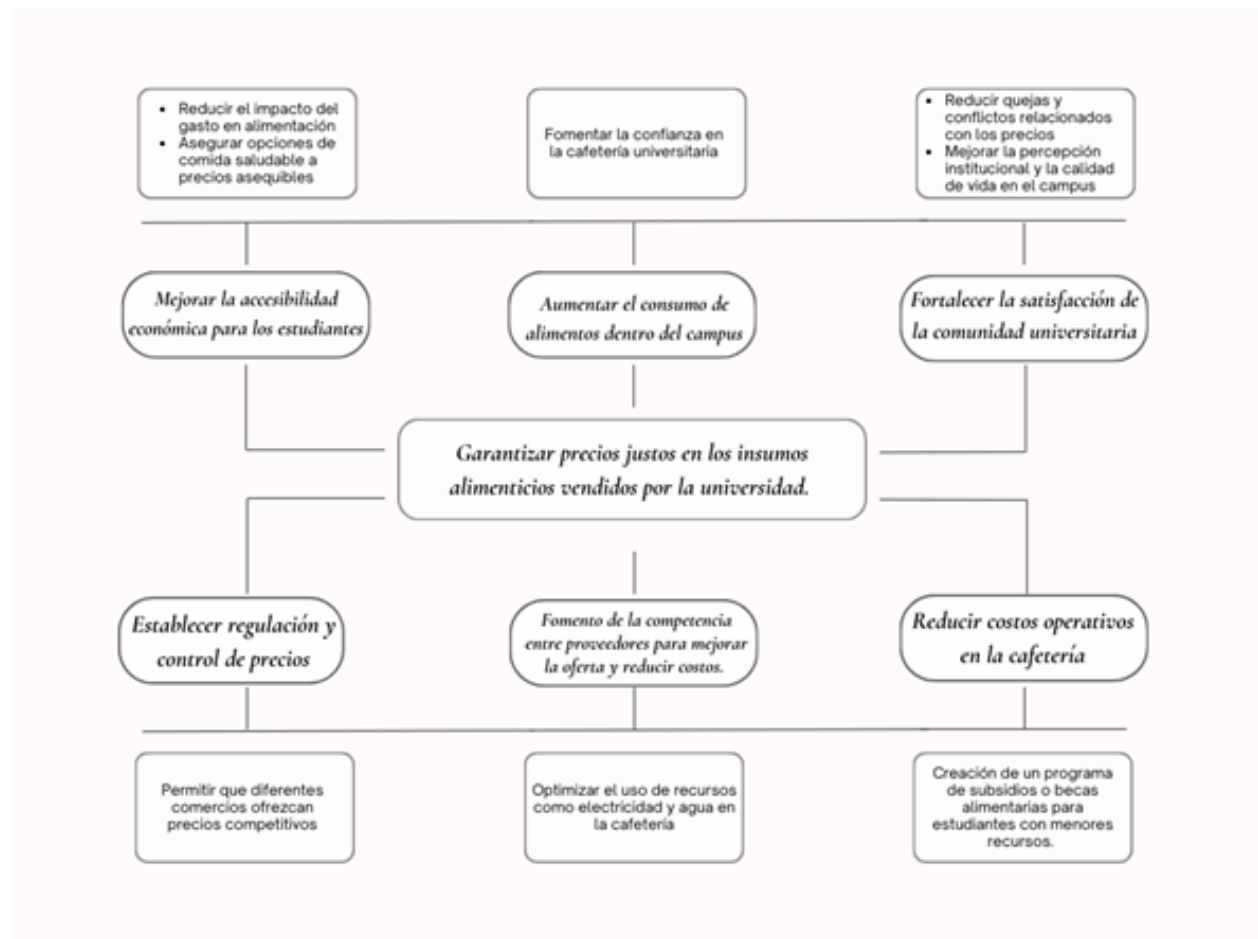 • Reducir el impacto del
gasto en alimentación
• Asegurar opciones de
comida saludable a
precios asequibles
Fomentar la confianza en
la cafetería universitaria
• Reducir quejas y
conflictos relacionados
con los precios
• Mejorar la percepción
institucional y la calidad
de vida en el campus
Mejorar la accesibilidad
económica para los estudiantes
Aumentar el consumo de
alimentos dentro del campus
Fortalecer la satisfacción de
la comunidad universitaria
Garantizar precios justos en los insumos
alimenticios vendidos por la universidad.
Establecer regulación y
control de precios
Fomento de la competencia
entre proveedores para mejorar
la oferta y reducir costos.
Reducir costos operativos
en la cafetería
Permitir que diferentes
comercios ofrezcan
precios competitivos
Optimizar el uso de recursos
como electricidad y agua en
la cafetería
Creación de un programa
de subsidios o becas
alimentarias para
estudiantes con menores
recursos.